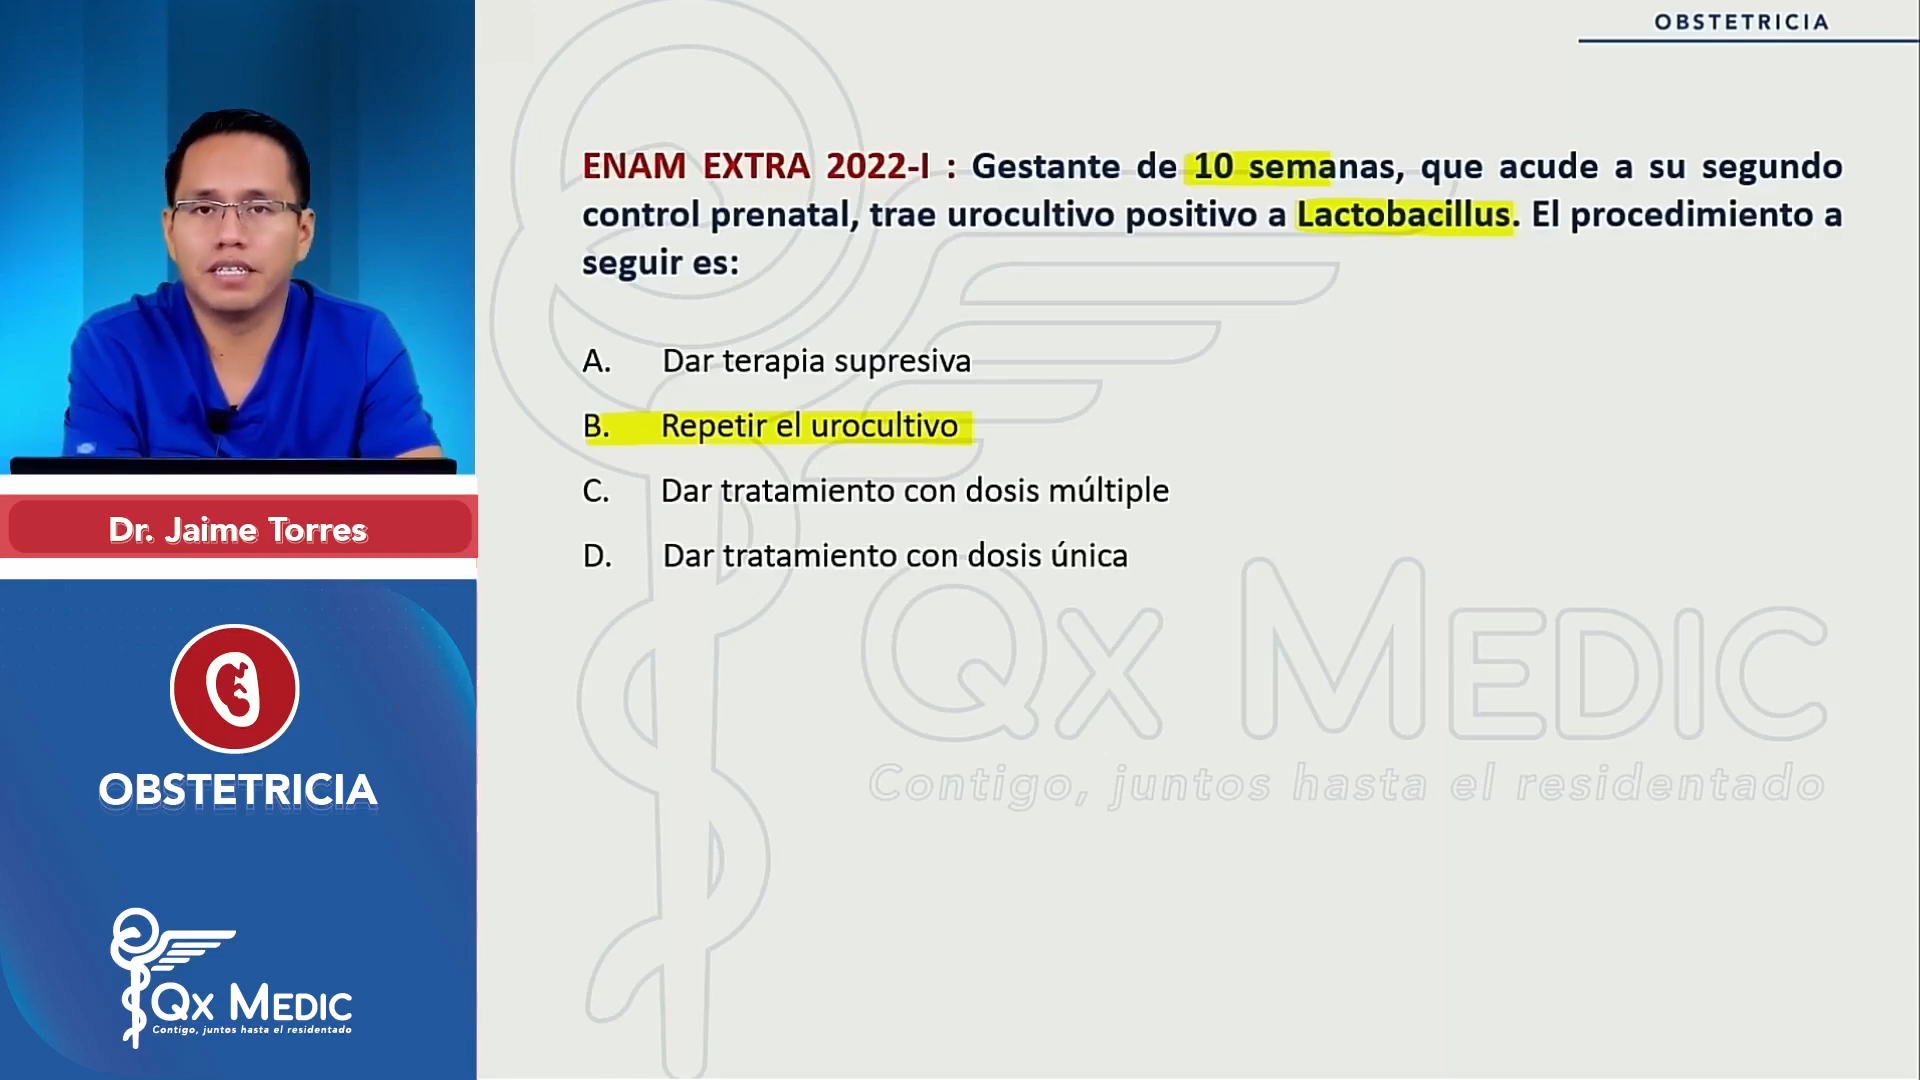 OBSTETRICIA
ENAM EXTRA 2022-I : Gestante de 10 semanas, que acude a su segundo
control prenatal, trae urocultivo positivo a Lactobacillus. El procedimiento a
seguir es:
A. Dar terapia supresiva
B. Repetir el urocultivo
C. Dar tratamiento con dosis múltiple
D. Dar tratamiento con dosis única
QX MEDIC
Contigo, juntos hasta el residentado
Dr. Jaime Torres
OBSTETRICIA
QX MEDIC
Contigo, juntos hasta el residentado